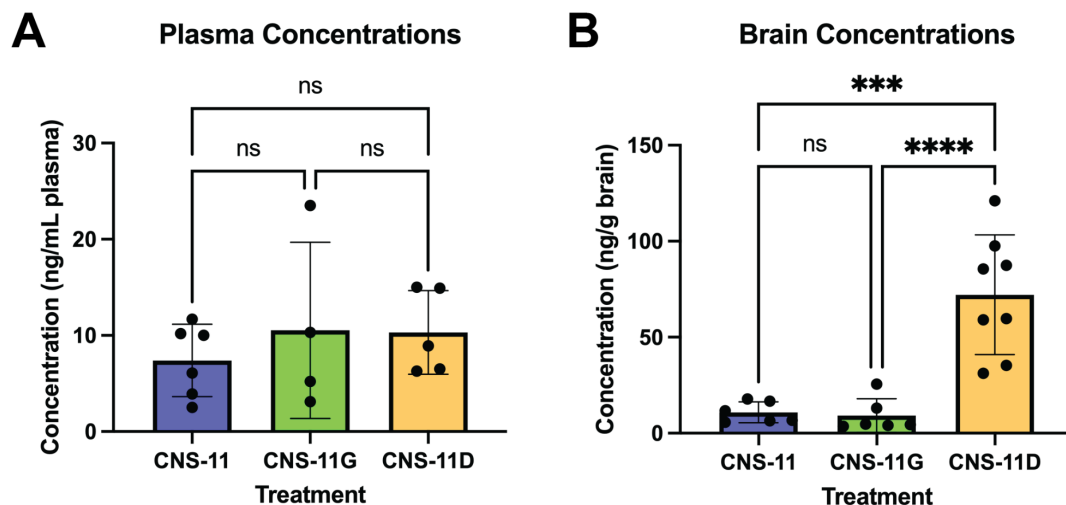 A
Plasma Concentrations
ns
ns
ns
Concentration (ng/mL plasma)
30
20
10
0
CNS-11
CNS-11G
CNS-11D
Treatment
B
Brain Concentrations
***
ns
****
Concentration (ng/g brain)
150
100
50
0
CNS-11
CNS-11G
CNS-11D
Treatment